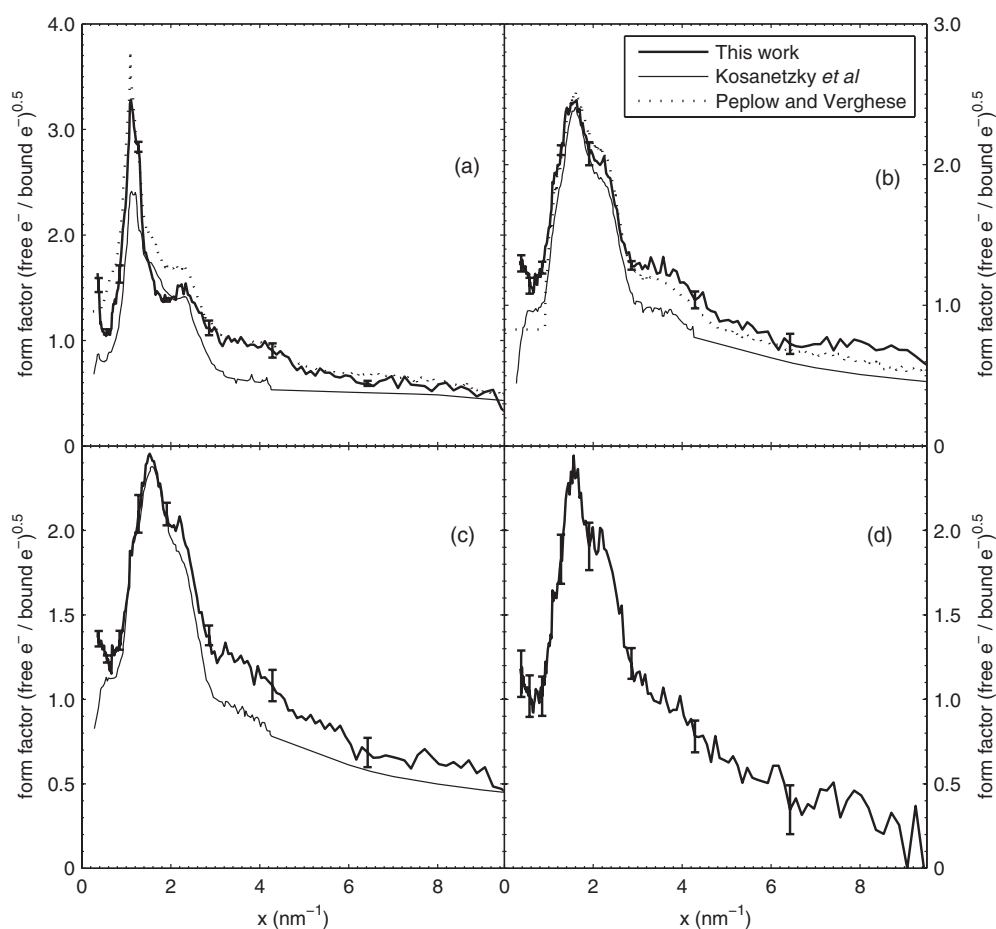 4.0
3.0
2.0
1.0
0
form factor (free e⁻ / bound e⁻)^0.5
(a)
This work
Kosanetzky et al
Peplow and Verghese
(b)
3.0
2.0
1.0
0
form factor (free e⁻ / bound e⁻)^0.5
2.0
1.5
1.0
0.5
0
form factor (free e⁻ / bound e⁻)^0.5
(c)
0
2
4
6
8
x (nm⁻¹)
(d)
2.0
1.5
1.0
0.5
0
form factor (free e⁻ / bound e⁻)^0.5
0
2
4
6
8
x (nm⁻¹)